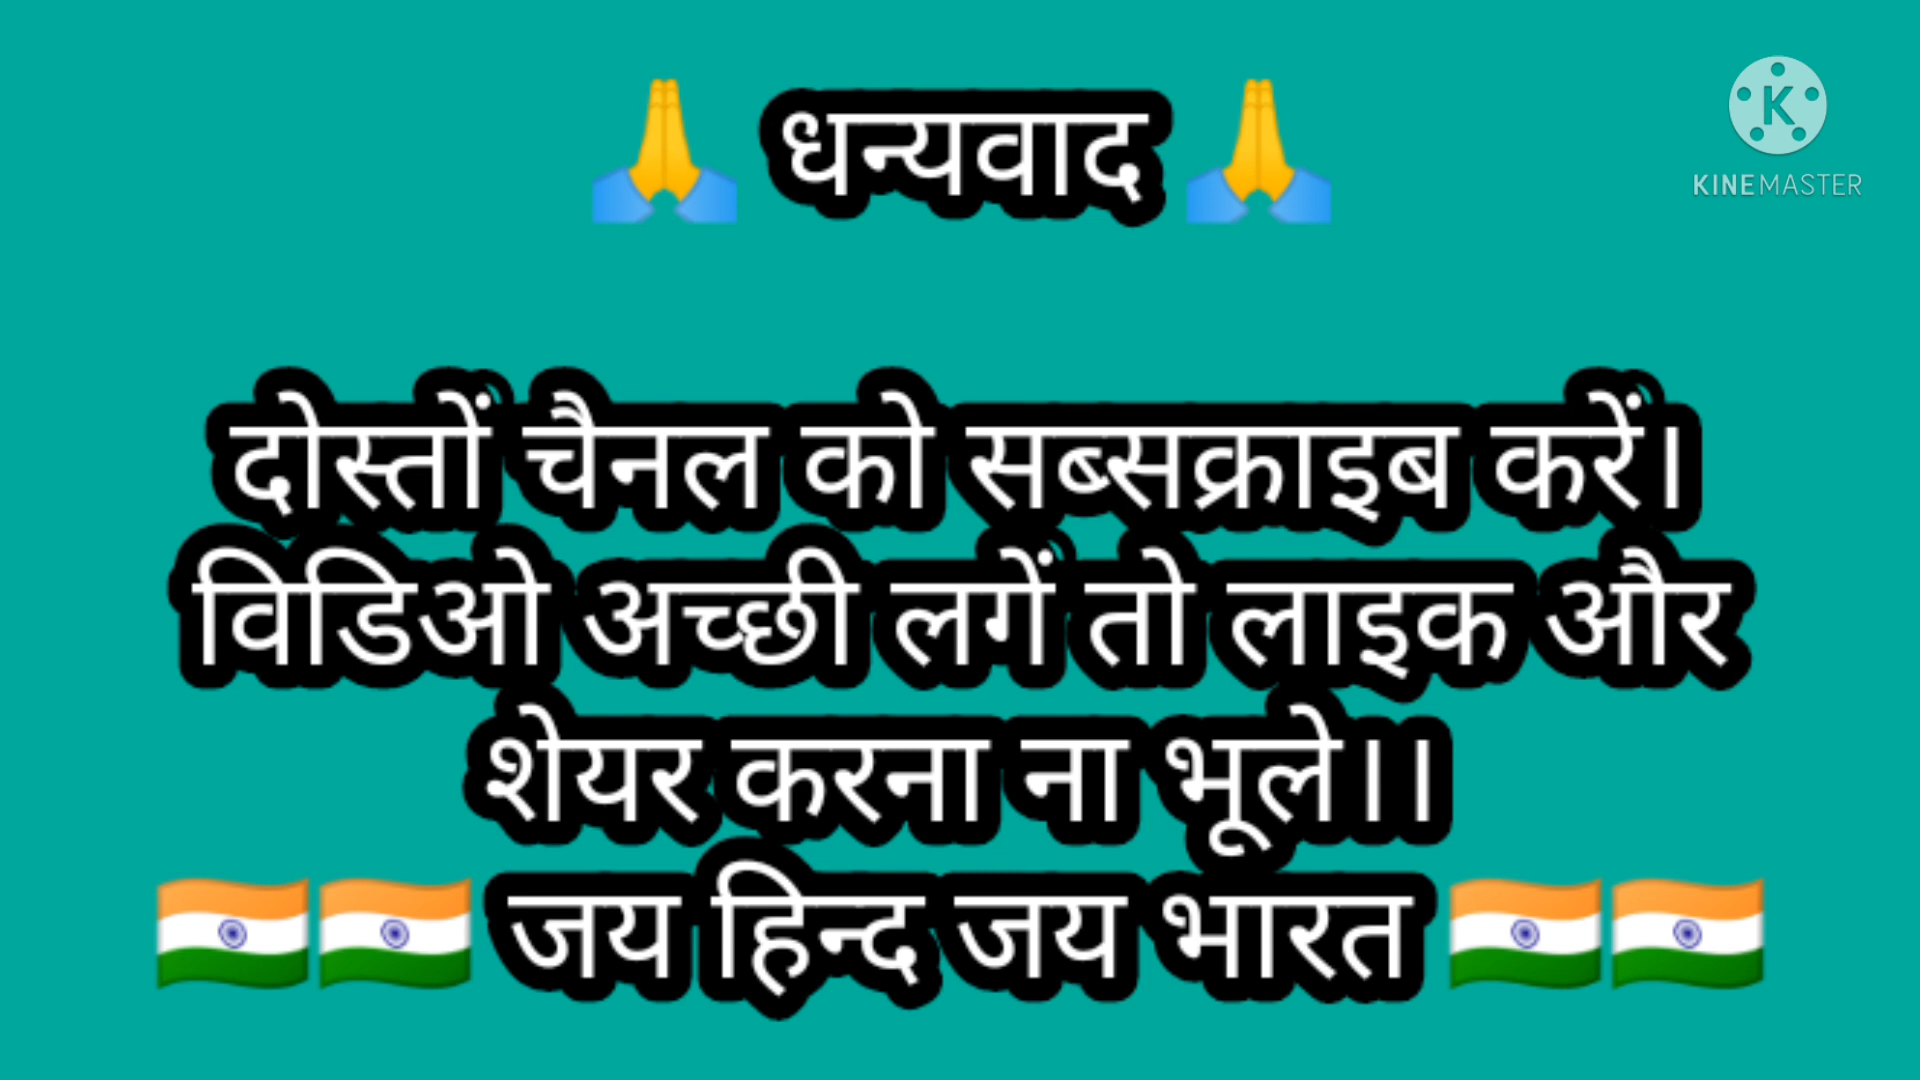 🙏 धन्यवाद 🙏
KINEMASTER
दोस्तों चैनल को सब्सक्राइब करें।
विडिओ अच्छी लगें तो लाइक और
शेयर करना ना भूले।।
🇮🇳🇮🇳 जय हिन्द जय भारत 🇮🇳🇮🇳